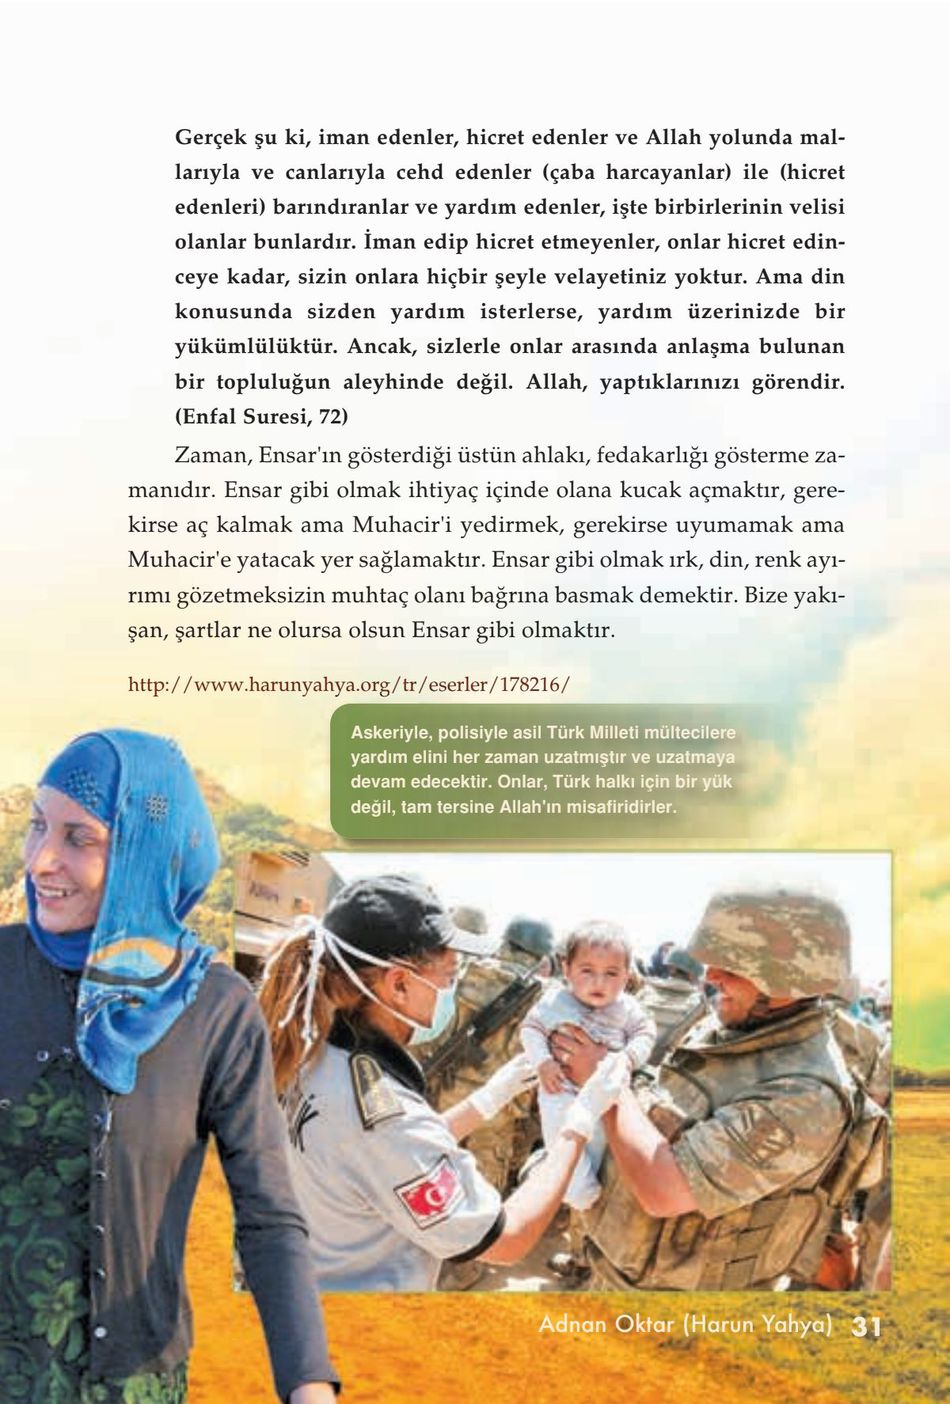 Gerçek şu ki, iman edenler, hicret edenler ve Allah yolunda mal-
larıyla ve canlarıyla cehd edenler (çaba harcayanlar) ile (hicret
edenleri) barındıranlar ve yardım edenler, işte birbirlerinin velisi
olanlar bunlardır. İman edip hicret etmeyenler, onlar hicret edin-
ceye kadar, sizin onlara hiçbir şeyle velayetiniz yoktur. Ama din
konusunda sizden yardım isterlerse, yardım üzerinizde bir
yükümlülüktür. Ancak, sizlerle onlar arasında anlaşma bulunan
bir topluluğun aleyhinde değil. Allah, yaptıklarınızı görendir.
(Enfal Suresi, 72)
Zaman, Ensar'ın gösterdiği üstün ahlakı, fedakarlığı gösterme za-
manıdır. Ensar gibi olmak ihtiyaç içinde olana kucak açmaktır, gere-
kirse aç kalmak ama Muhacir'i yedirmek, gerekirse uyumamak ama
Muhacir'e yatacak yer sağlamaktır. Ensar gibi olmak ırk, din, renk ayı-
rımı gözetmeksizin muhtaç olanı bağrına basmak demektir. Bize yakı-
şan, şartlar ne olursa olsun Ensar gibi olmaktır.
http://www.harunyahya.org/tr/eserler/178216/
Askeriyle, polisiyle asil Türk Milleti mültecilere
yardım elini her zaman uzatmıştır ve uzatmaya
devam edecektir. Onlar, Türk halkı için bir yük
değil, tam tersine Allah'ın misafiridirler.
Adnan Oktar (Harun Yahya) 31